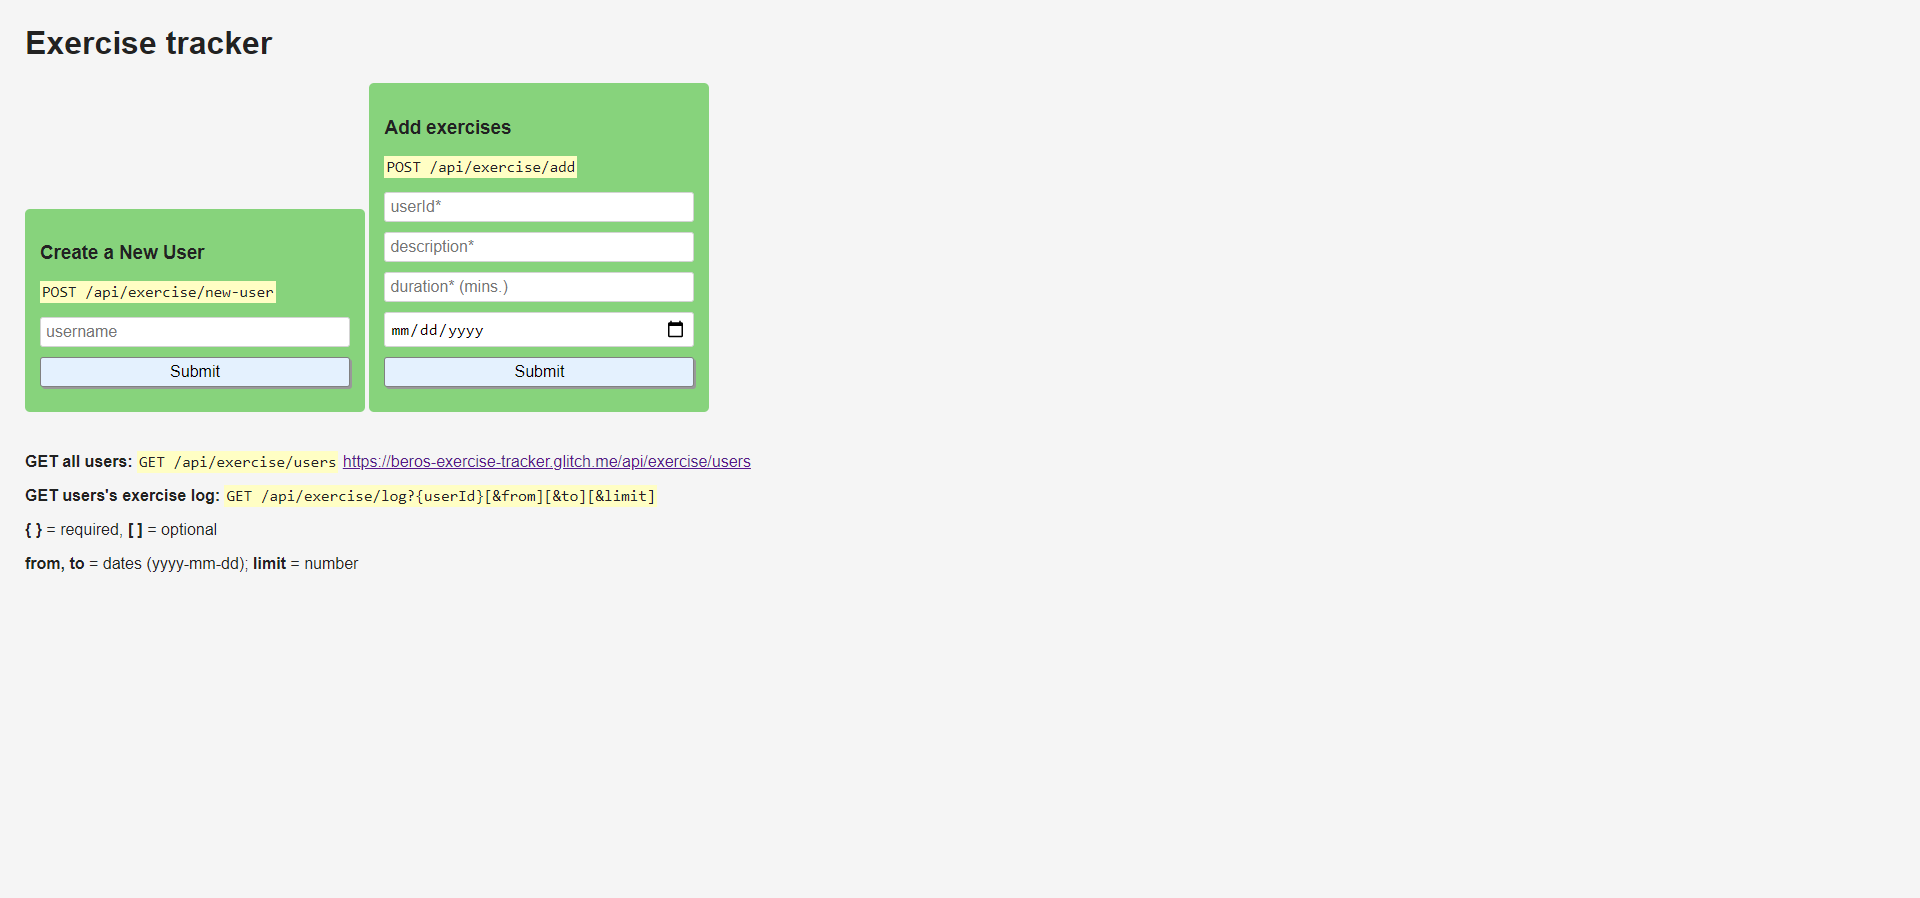 Exercise tracker
Create a New User
POST /api/exercise/new-user
username
Submit
Add exercises
POST /api/exercise/add
userId*
description*
duration* (mins.)
mm/dd/yyyy
Submit
GET all users: GET /api/exercise/users https://beros-exercise-tracker.glitch.me/api/exercise/users
GET users's exercise log: GET /api/exercise/log?{userId}[&from][&to][&limit]
{ } = required, [ ] = optional
from, to = dates (yyyy-mm-dd); limit = number